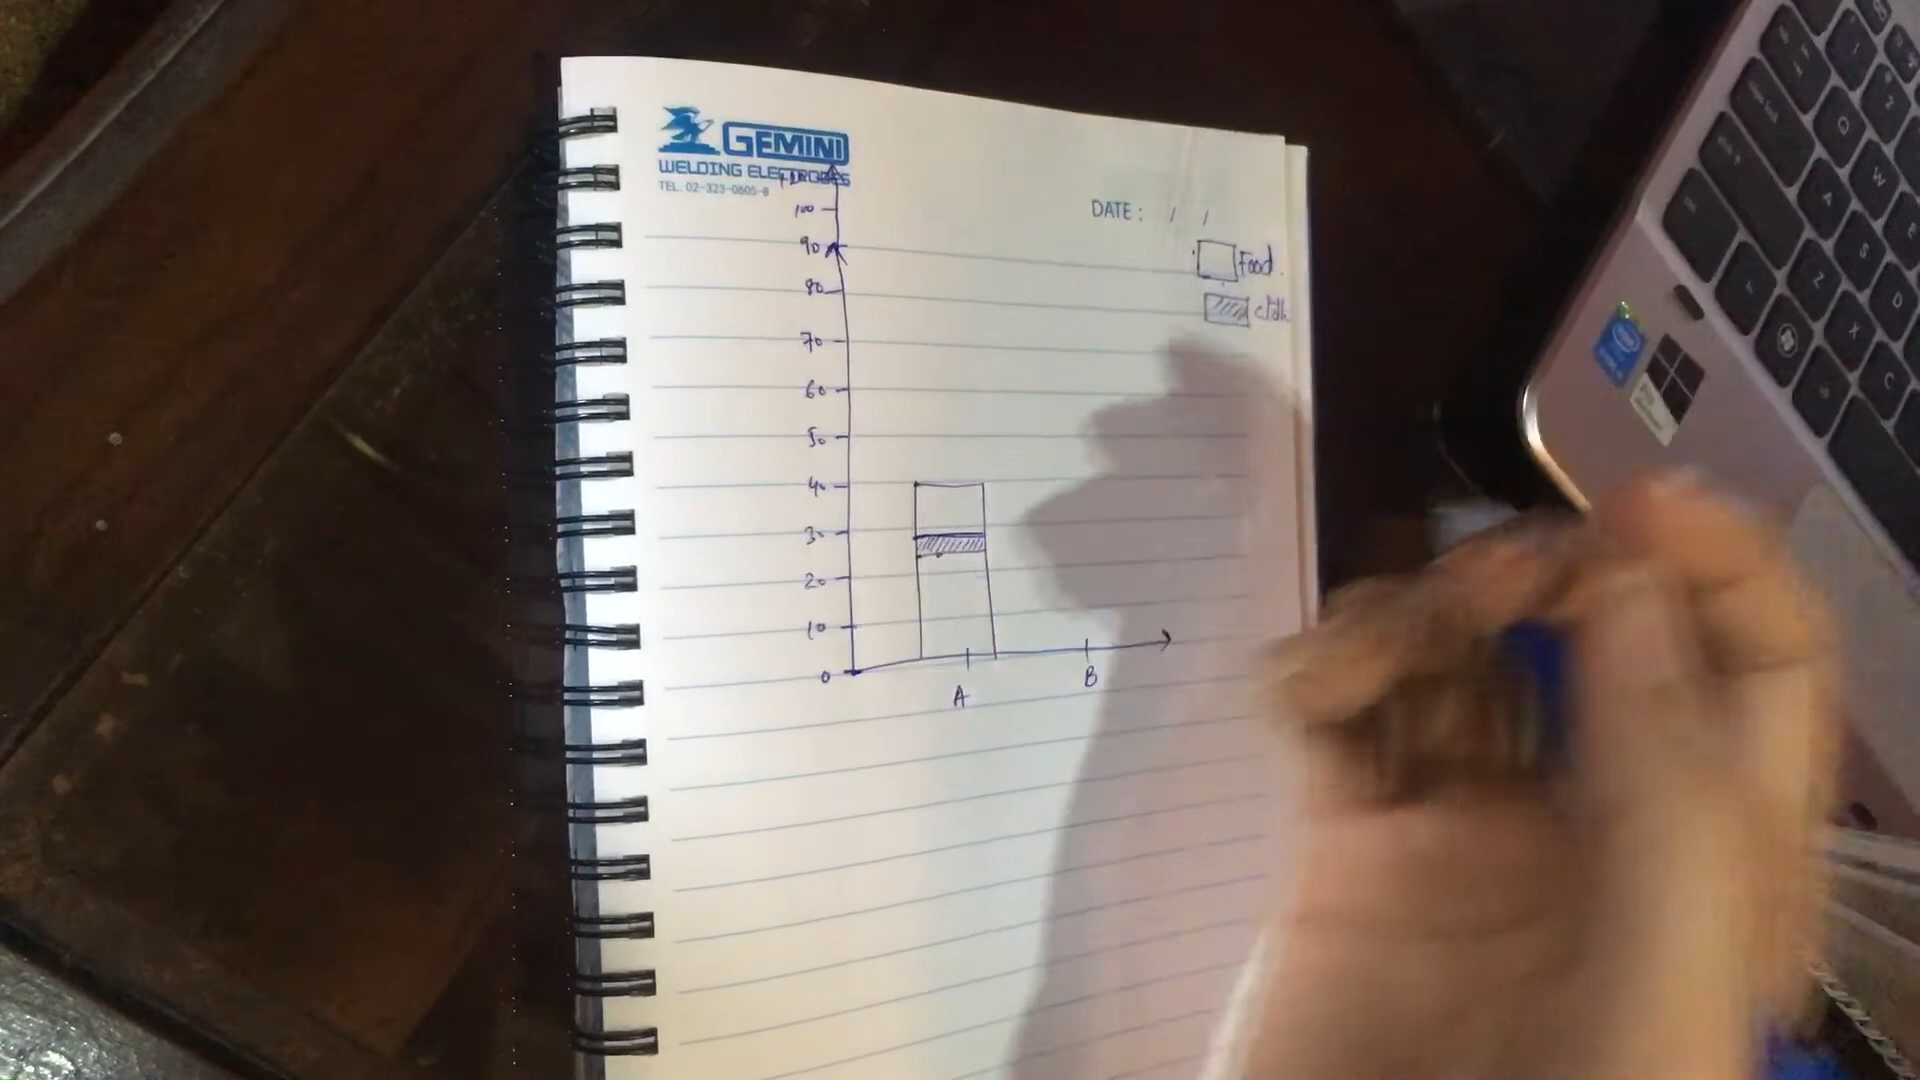 GEMINI
WELDING ELECTRODES
TEL. 02-323-0605-8
DATE : / /
100
90
80
70
60
50
40
30
20
10
0
A
B
Food.